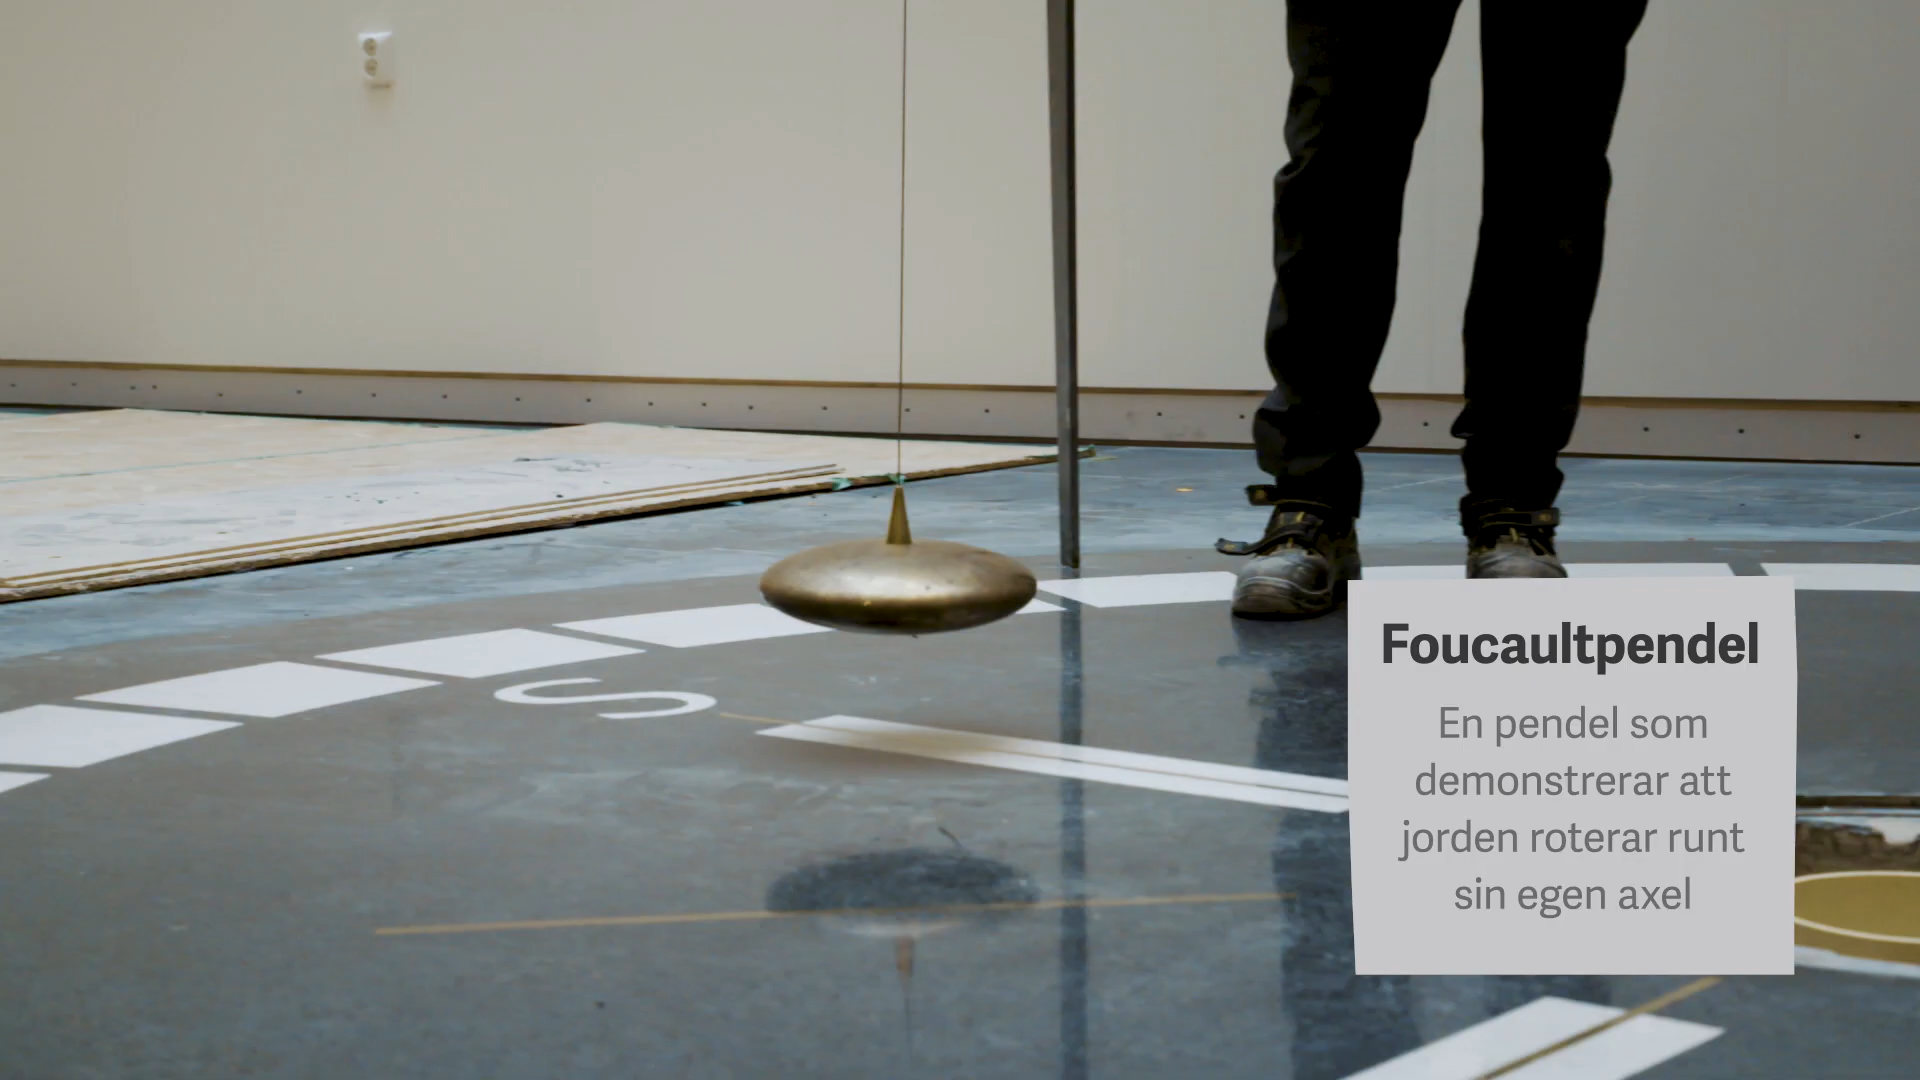 S
Foucaultpendel
En pendel som
demonstrerar att
jorden roterar runt
sin egen axel